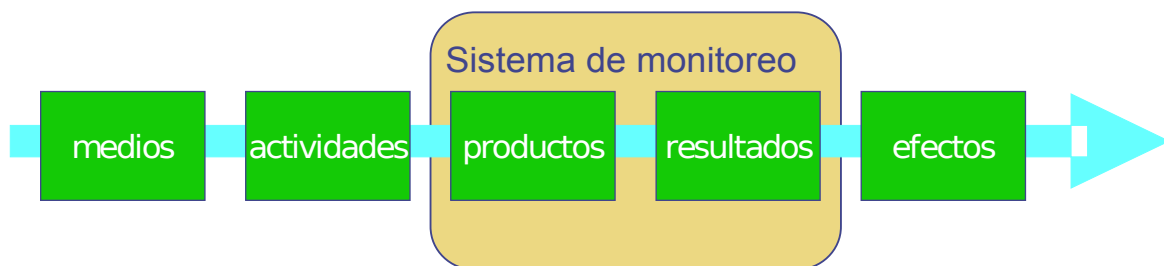 Sistema de monitoreo
medios actividades productos resultados efectos